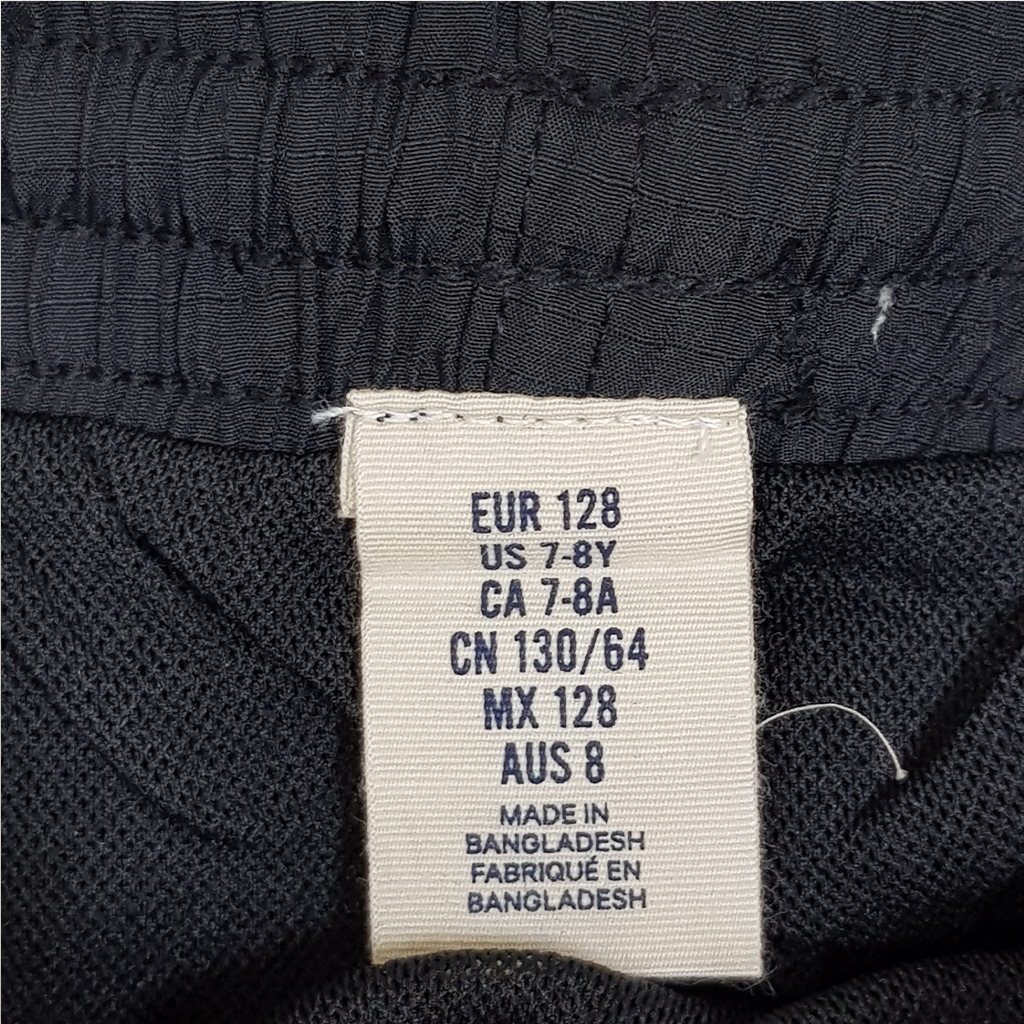 EUR 128
US 7-8Y
CA 7-8A
CN 130/64
MX 128
AUS 8
MADE IN
BANGLADESH
FABRIQUÉ EN
BANGLADESH